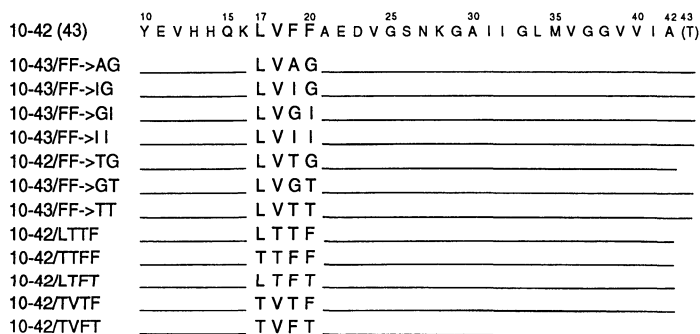 10 15 17 20 25 30 35 40 42 43
10-42 (43) Y E V H H Q K L V F F A E D V G S N K G A I I G L M V G G V V I A (T)
10-43/FF->AG L V A G
10-43/FF->IG L V I G
10-43/FF->GI L V G I
10-43/FF->I I L V I I
10-42/FF->TG L V T G
10-43/FF->GT L V G T
10-43/FF->TT L V T T
10-42/LTTF L T T F
10-42/TTFF T T F F
10-42/LTFT L T F T
10-42/TVTF T V T F
10-42/TVFT T V F T